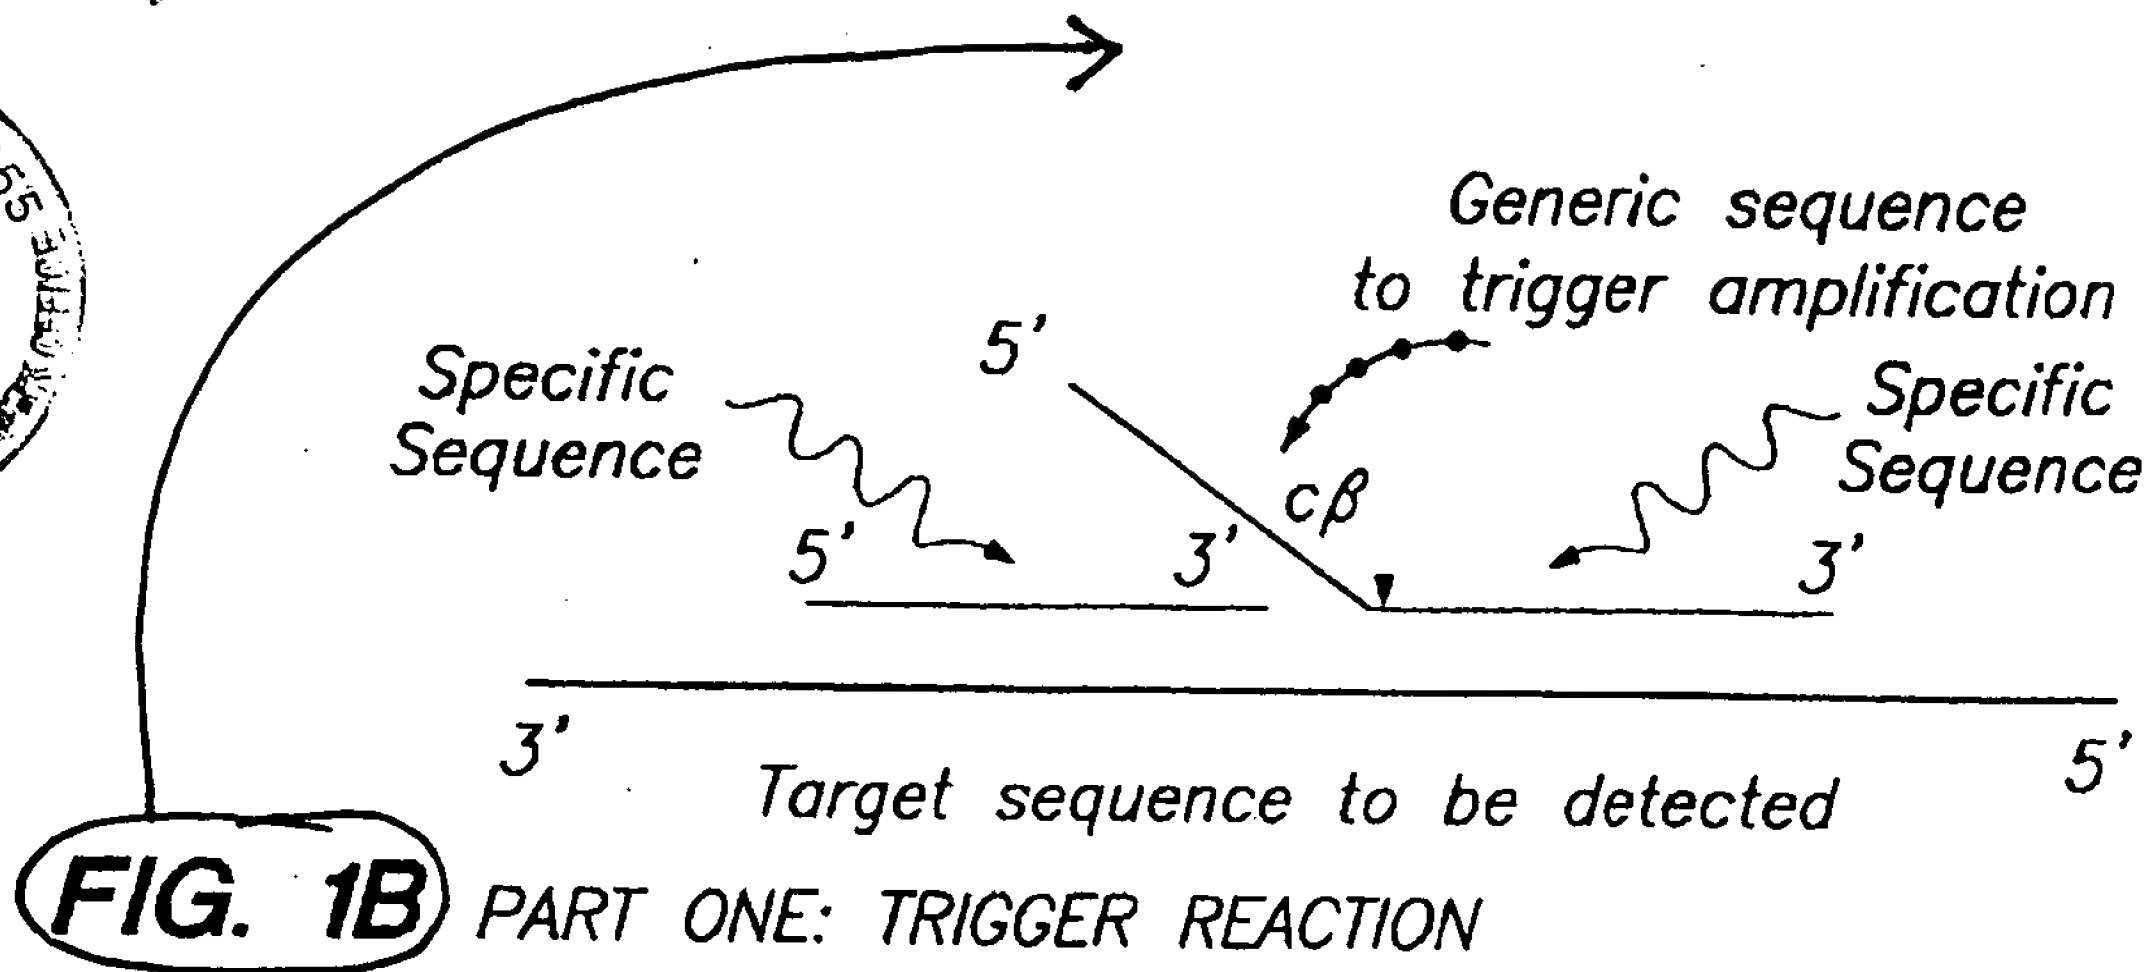 Generic sequence
to trigger amplification
5'
Specific
Sequence
Specific
Sequence
cβ
5'
3'
3'
3'
5'
Target sequence to be detected
FIG. 1B PART ONE: TRIGGER REACTION
55